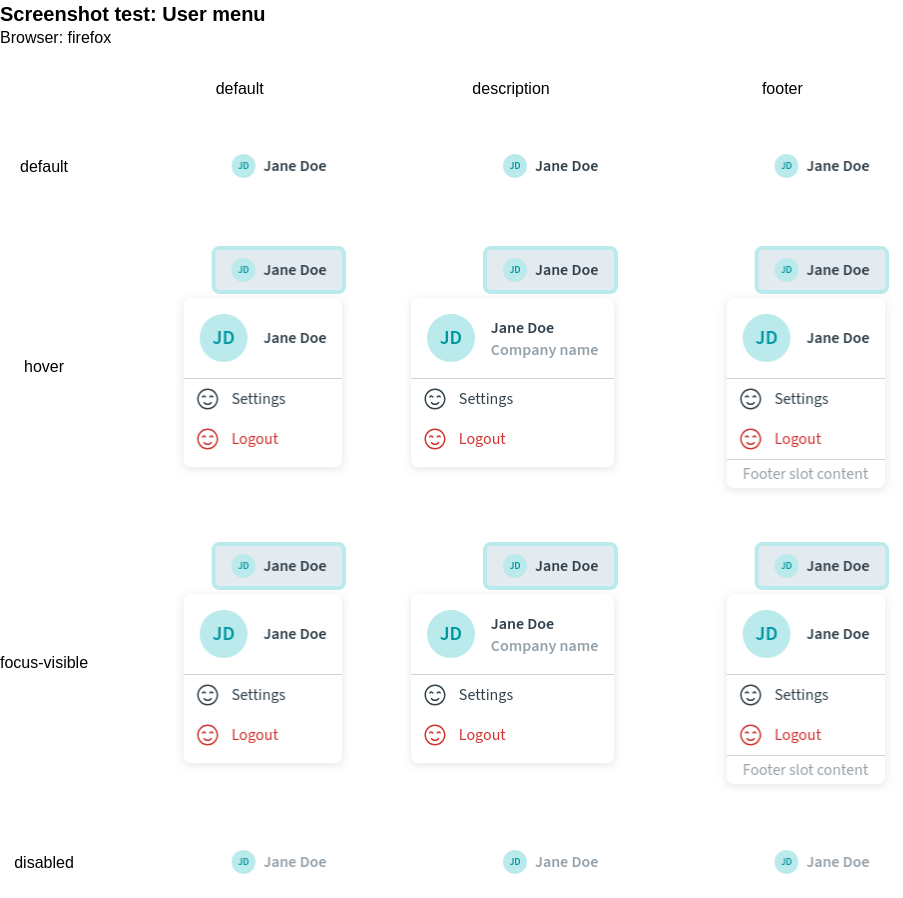 Screenshot test: User menu
Browser: firefox
default description footer
default JD Jane Doe JD Jane Doe JD Jane Doe
hover
JD Jane Doe
JD Jane Doe
Settings
Logout
JD Jane Doe
JD Jane Doe
Company name
Settings
Logout
JD Jane Doe
JD Jane Doe
Settings
Logout
Footer slot content
focus-visible
JD Jane Doe
JD Jane Doe
Settings
Logout
JD Jane Doe
JD Jane Doe
Company name
Settings
Logout
JD Jane Doe
JD Jane Doe
Settings
Logout
Footer slot content
disabled JD Jane Doe JD Jane Doe JD Jane Doe